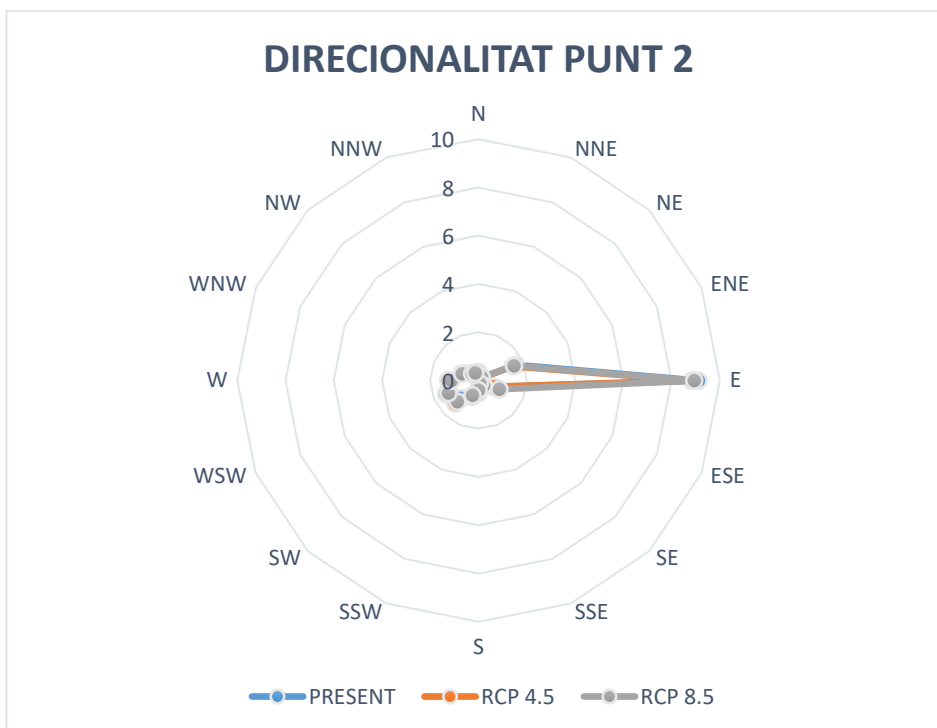 DIRECIONALITAT PUNT 2
N
NNW 10 NNE
NW 8 NE
6
WNW 4 ENE
2
W 0 E
WSW ESE
SW SE
SSW SSE
S
PRESENT RCP 4.5 RCP 8.5